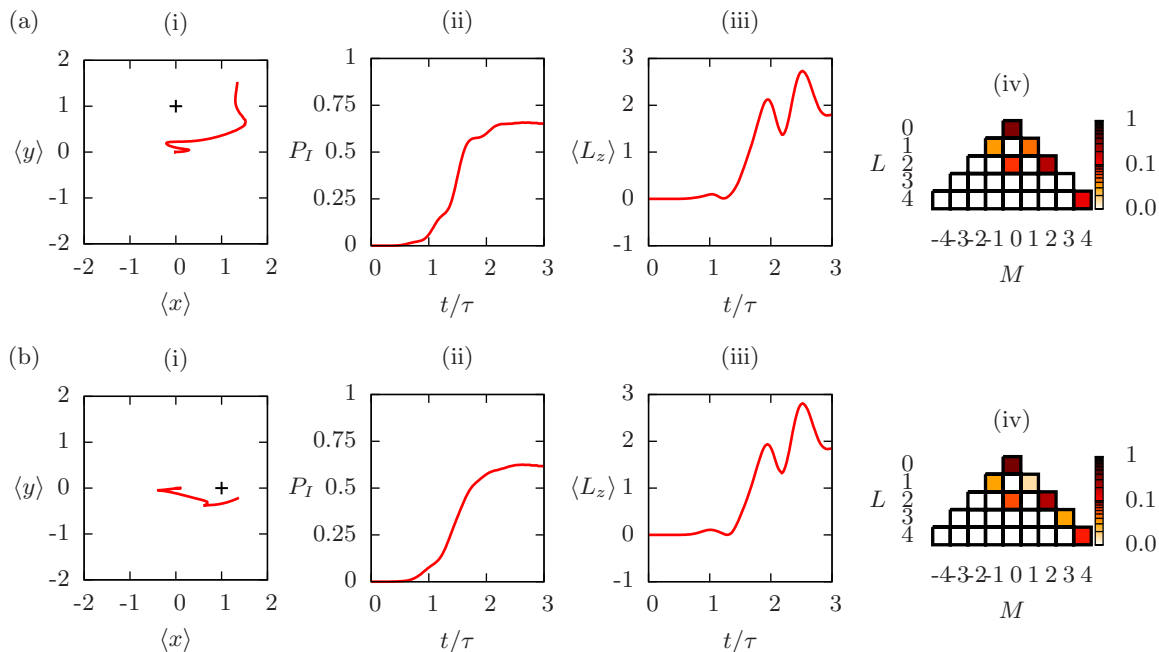 (a)
(i)
(ii)
(iii)
(iv)
2
1
0
-1
-2
⟨y⟩
-2 -1 0 1 2
⟨x⟩
1
0.75
0.5
0.25
0
P_I
0 1 2 3
t/τ
3
2
1
0
-1
⟨L_z⟩
0 1 2 3
t/τ
L
0
1
2
3
4
-4-3-2-1 0 1 2 3 4
M
1
0.1
0.0
(b)
(i)
(ii)
(iii)
(iv)
2
1
0
-1
-2
⟨y⟩
-2 -1 0 1 2
⟨x⟩
1
0.75
0.5
0.25
0
P_I
0 1 2 3
t/τ
3
2
1
0
-1
⟨L_z⟩
0 1 2 3
t/τ
L
0
1
2
3
4
-4-3-2-1 0 1 2 3 4
M
1
0.1
0.0